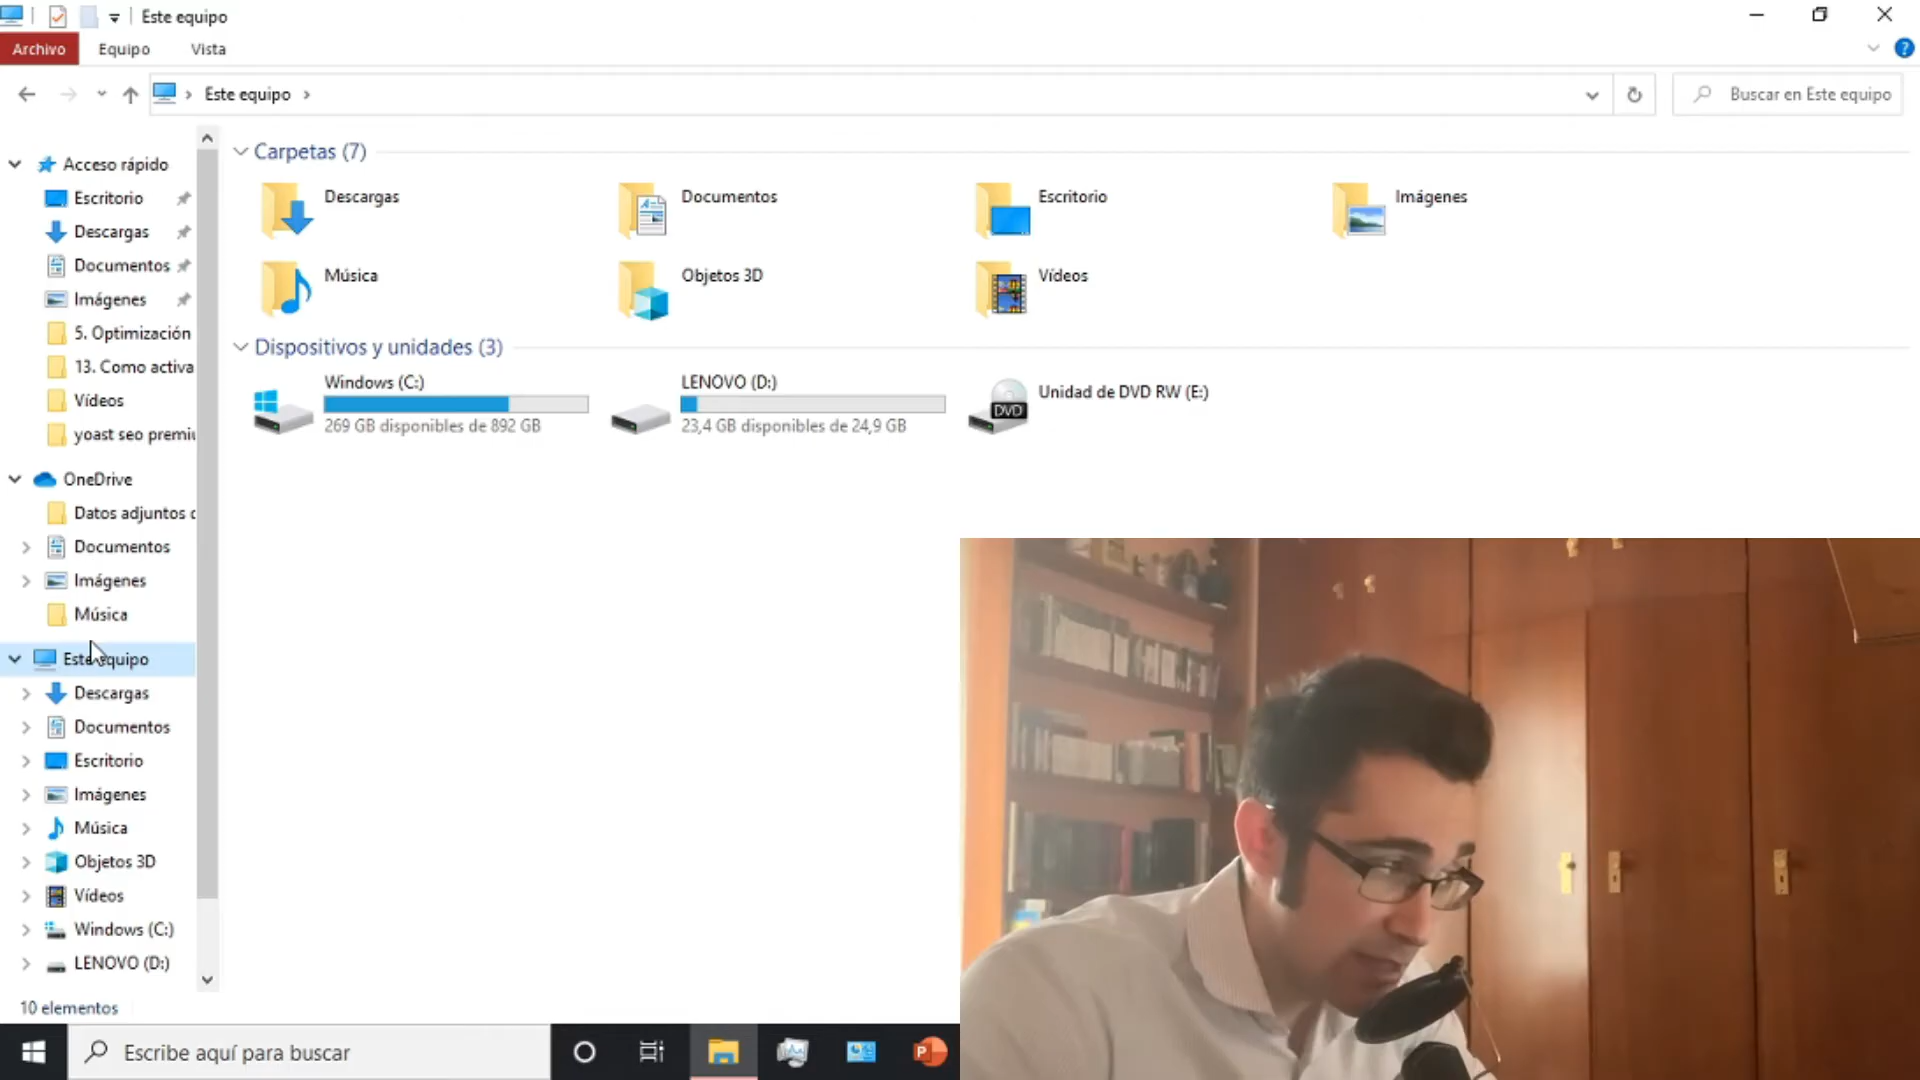 Este equipo
Archivo Equipo Vista
Este equipo
Buscar en Este equipo
Acceso rápido
Escritorio
Descargas
Documentos
Imágenes
5. Optimización
13. Como activa
Vídeos
yoast seo premiu
OneDrive
Datos adjuntos c
Documentos
Imágenes
Música
Este equipo
Descargas
Documentos
Escritorio
Imágenes
Música
Objetos 3D
Vídeos
Windows (C:)
LENOVO (D:)
10 elementos
Carpetas (7)
Descargas
Documentos
Escritorio
Imágenes
Música
Objetos 3D
Vídeos
Dispositivos y unidades (3)
Windows (C:)
269 GB disponibles de 892 GB
LENOVO (D:)
23,4 GB disponibles de 24,9 GB
DVD
Unidad de DVD RW (E:)
Escribe aquí para buscar
P